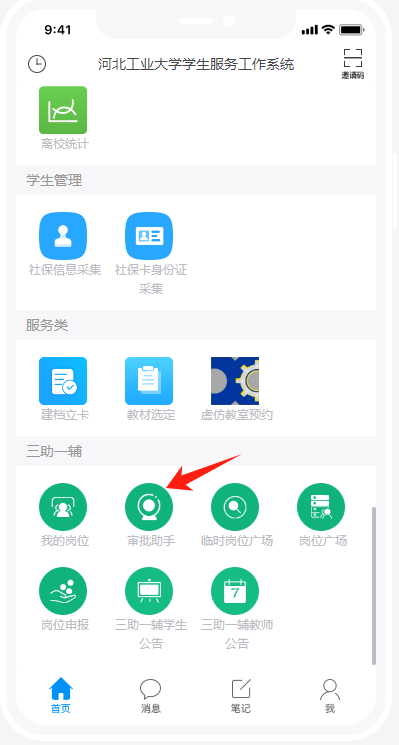 9:41
河北工业大学学生服务工作系统
邀请码
离校统计
学生管理
社保信息采集
社保卡身份证
采集
服务类
建档立卡
教材选定
虚仿教室预约
三助一辅
我的岗位
审批助手
临时岗位广场
岗位广场
岗位申报
三助一辅学生
公告
7
三助一辅教师
公告
首页
消息
笔记
我